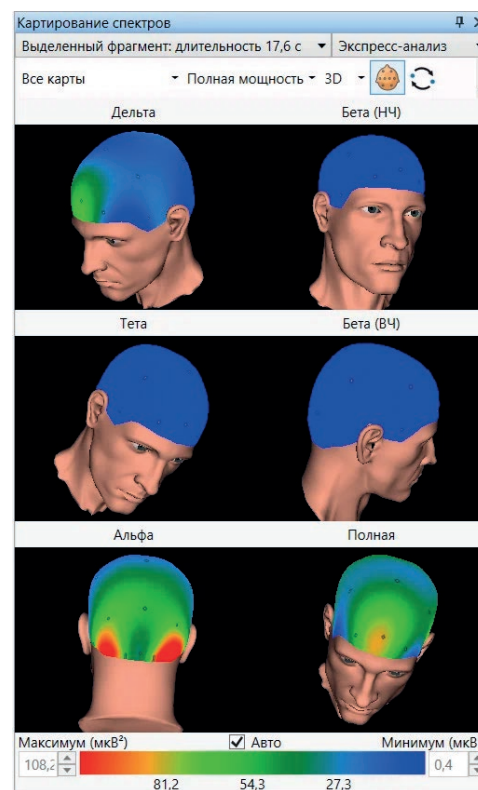 Картирование спектров
Выделенный фрагмент: длительность 17,6 с Экспресс-анализ
Все карты Полная мощность 3D
Дельта Бета (НЧ)
Тета Бета (ВЧ)
Альфа Полная
Максимум (мкВ²) Авто Минимум (мкВ
108,2 0,4
81,2 54,3 27,3